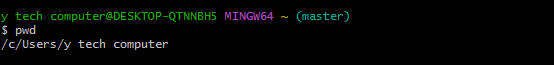 y tech computer@DESKTOP-QTNNBH5 MINGW64 ~ (master)
$ pwd
/c/Users/y tech computer